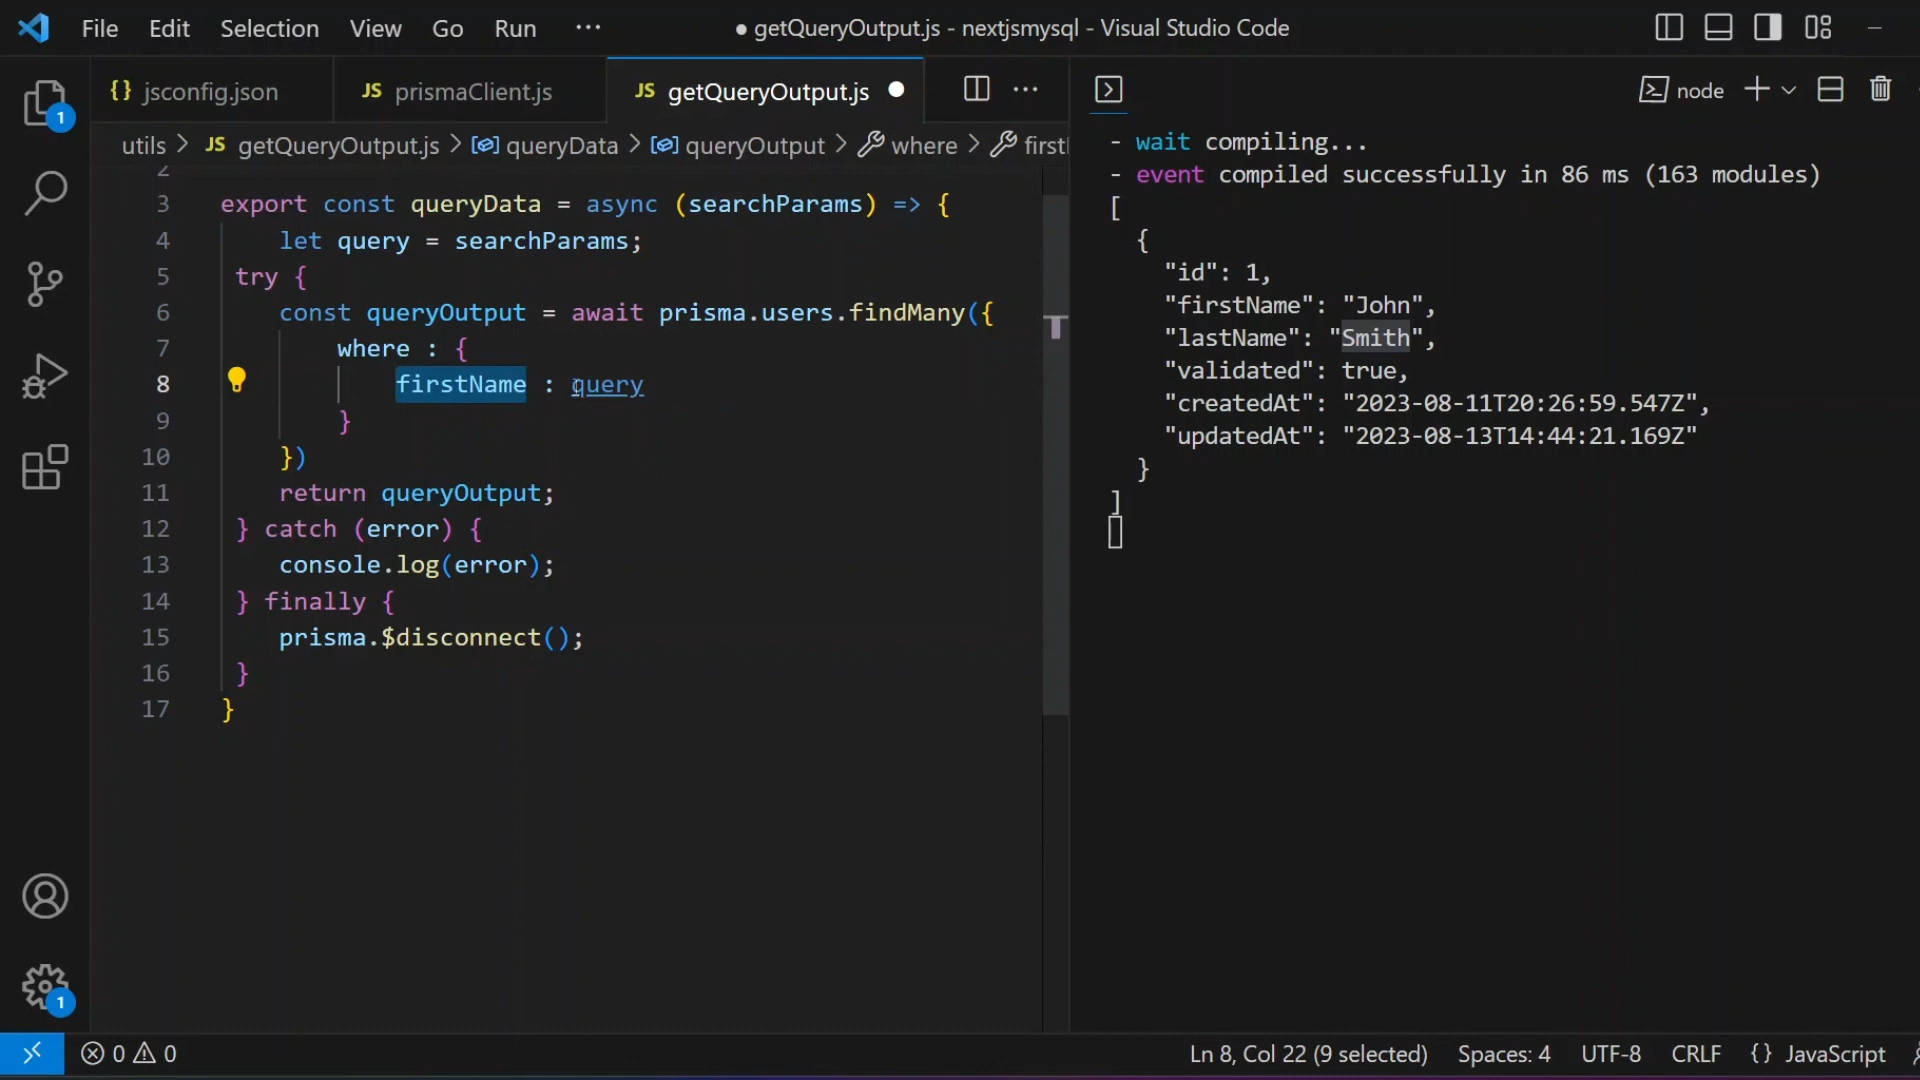 File Edit Selection View Go Run ··· ● getQueryOutput.js - nextjsmysql - Visual Studio Code
{} jsconfig.json JS prismaClient.js JS getQueryOutput.js ● ···
utils > JS getQueryOutput.js > queryData > queryOutput > where > first
2
3 export const queryData = async (searchParams) => {
4 let query = searchParams;
5 try {
6 const queryOutput = await prisma.users.findMany({
7 where : {
8 firstName : query
9 }
10 })
11 return queryOutput;
12 } catch (error) {
13 console.log(error);
14 } finally {
15 prisma.$disconnect();
16 }
17 }
node
- wait compiling...
- event compiled successfully in 86 ms (163 modules)
[
{
"id": 1,
"firstName": "John",
"lastName": "Smith",
"validated": true,
"createdAt": "2023-08-11T20:26:59.547Z",
"updatedAt": "2023-08-13T14:44:21.169Z"
}
]
1
1
0 0 Ln 8, Col 22 (9 selected) Spaces: 4 UTF-8 CRLF {} JavaScript